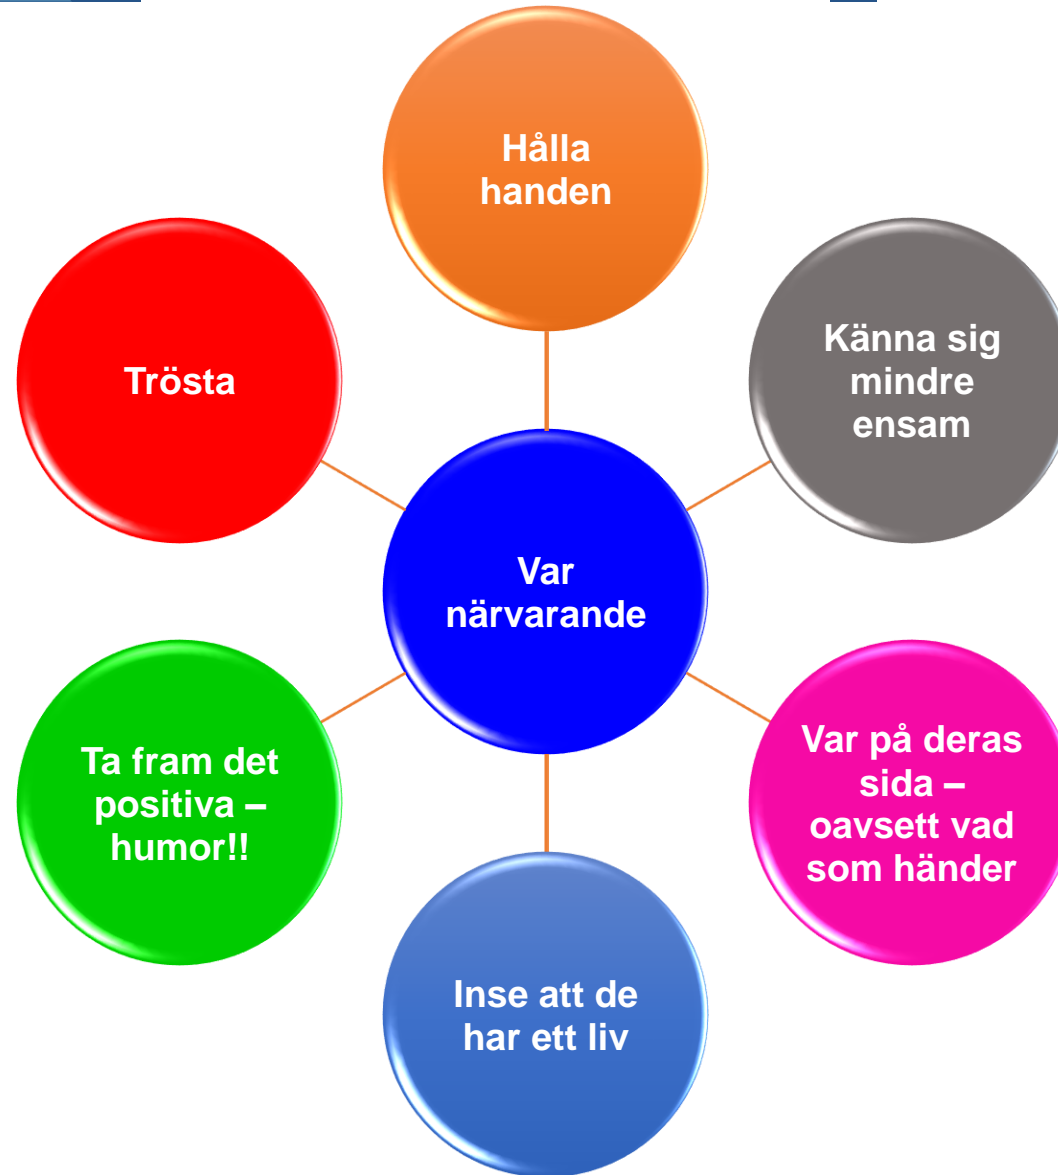 Hålla
handen
Känna sig
mindre
ensam
Trösta
Var
närvarande
Var på deras
sida –
oavsett vad
som händer
Ta fram det
positiva –
humor!!
Inse att de
har ett liv